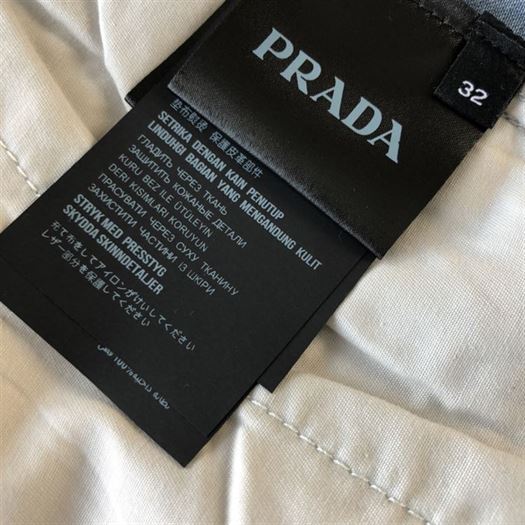 PRADA
32
垫布熨烫 保護皮革部件
SETRIKA DENGAN KAIN PENUTUP
LINDUNGI BAGIAN YANG MENGANDUNG KULIT
ГЛАДИТЬ ЧЕРЕЗ ТКАНЬ
ЗАЩИТИТЬ КОЖАНЫЕ ДЕТАЛИ
KURU BEZ İLE ÜTÜLEYİN
DERİ KISIMLARI KORUYUN
ПРАСУВАТИ ЧЕРЕЗ СУХУ ТКАНИНУ
ЗАХИСТИТИ ЧАСТИНИ ІЗ ШКІРИ
STRYK MED PRESSTYG
SKYDDA SKINNDETALJER
当て布をしてアイロンがけしてください
レザー部分を保護してください